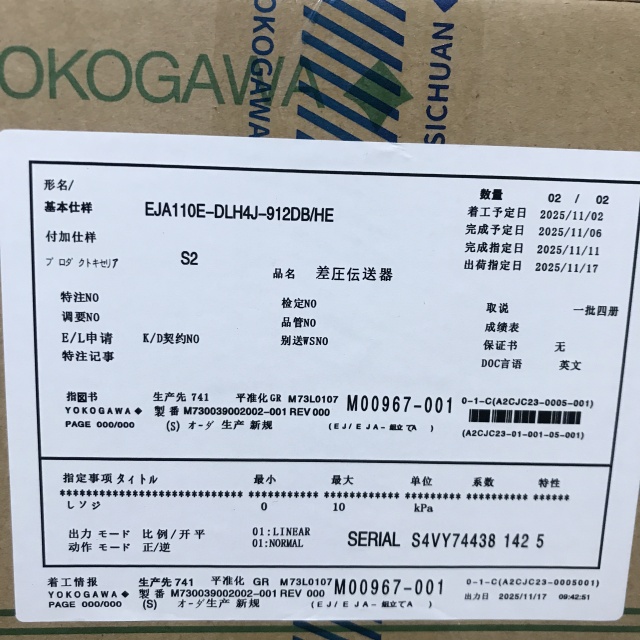 YOKOGAWA
YOKOGAWA
SICHUAN
形名/
基本仕様 EJA110E-DLH4J-912DB/HE
付加仕様
プロダクトキセリア S2
品名 差圧伝送器
数量 02 / 02
着工予定日 2025/11/02
完成予定日 2025/11/06
完成指定日 2025/11/11
出荷指定日 2025/11/17
特注NO 検定NO 取说 一批四册
調要NO 品管NO 成绩表
E/L申请 K/D契約NO 别送WSNO 保证书 无
特注记事 DOC言语 英文
指図书 生产先 741 平准化 GR M73L0107 M00967-001 0-1-C(A2CJC23-0005-001)
YOKOGAWA◆ 製番 M730039002002-001 REV 000
PAGE 000/000 (S) オーダ 生产 新规 (EJ/EJA-組立てA ) (A2CJC23-01-001-05-001)
指定事项 タイトル 最小 最大 单位 系数 特性
レンジ 0 10 kPa
出力 モード 比例/开平 01:LINEAR
动作 モード 正/逆 01:NORMAL
SERIAL S4VY74438 142 5
着工情报 生产先 741 平准化 GR M73L0107 M00967-001 0-1-C(A2CJC23-0005001)
YOKOGAWA◆ 製番 M730039002002-001 REV 000 出力日 2025/11/17 09:42:51
PAGE 000/000 (S) オーダ 生产 新规 (EJ/EJA-組立てA )